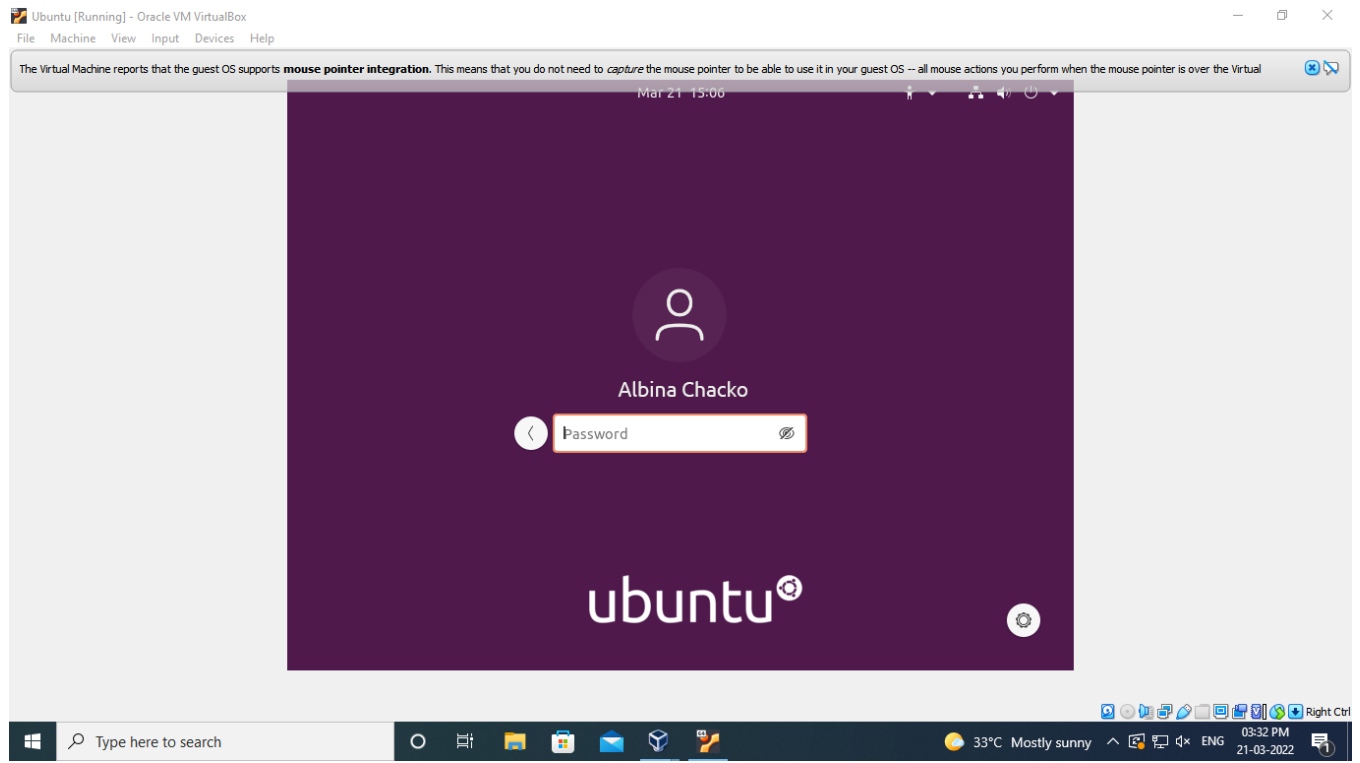 Ubuntu [Running] - Oracle VM VirtualBox
File Machine View Input Devices Help
The Virtual Machine reports that the guest OS supports mouse pointer integration. This means that you do not need to capture the mouse pointer to be able to use it in your guest OS -- all mouse actions you perform when the mouse pointer is over the Virtual
Mar 21 15:06
Albina Chacko
Password
ubuntu
Right Ctrl
Type here to search
33°C Mostly sunny
ENG
03:32 PM
21-03-2022
1